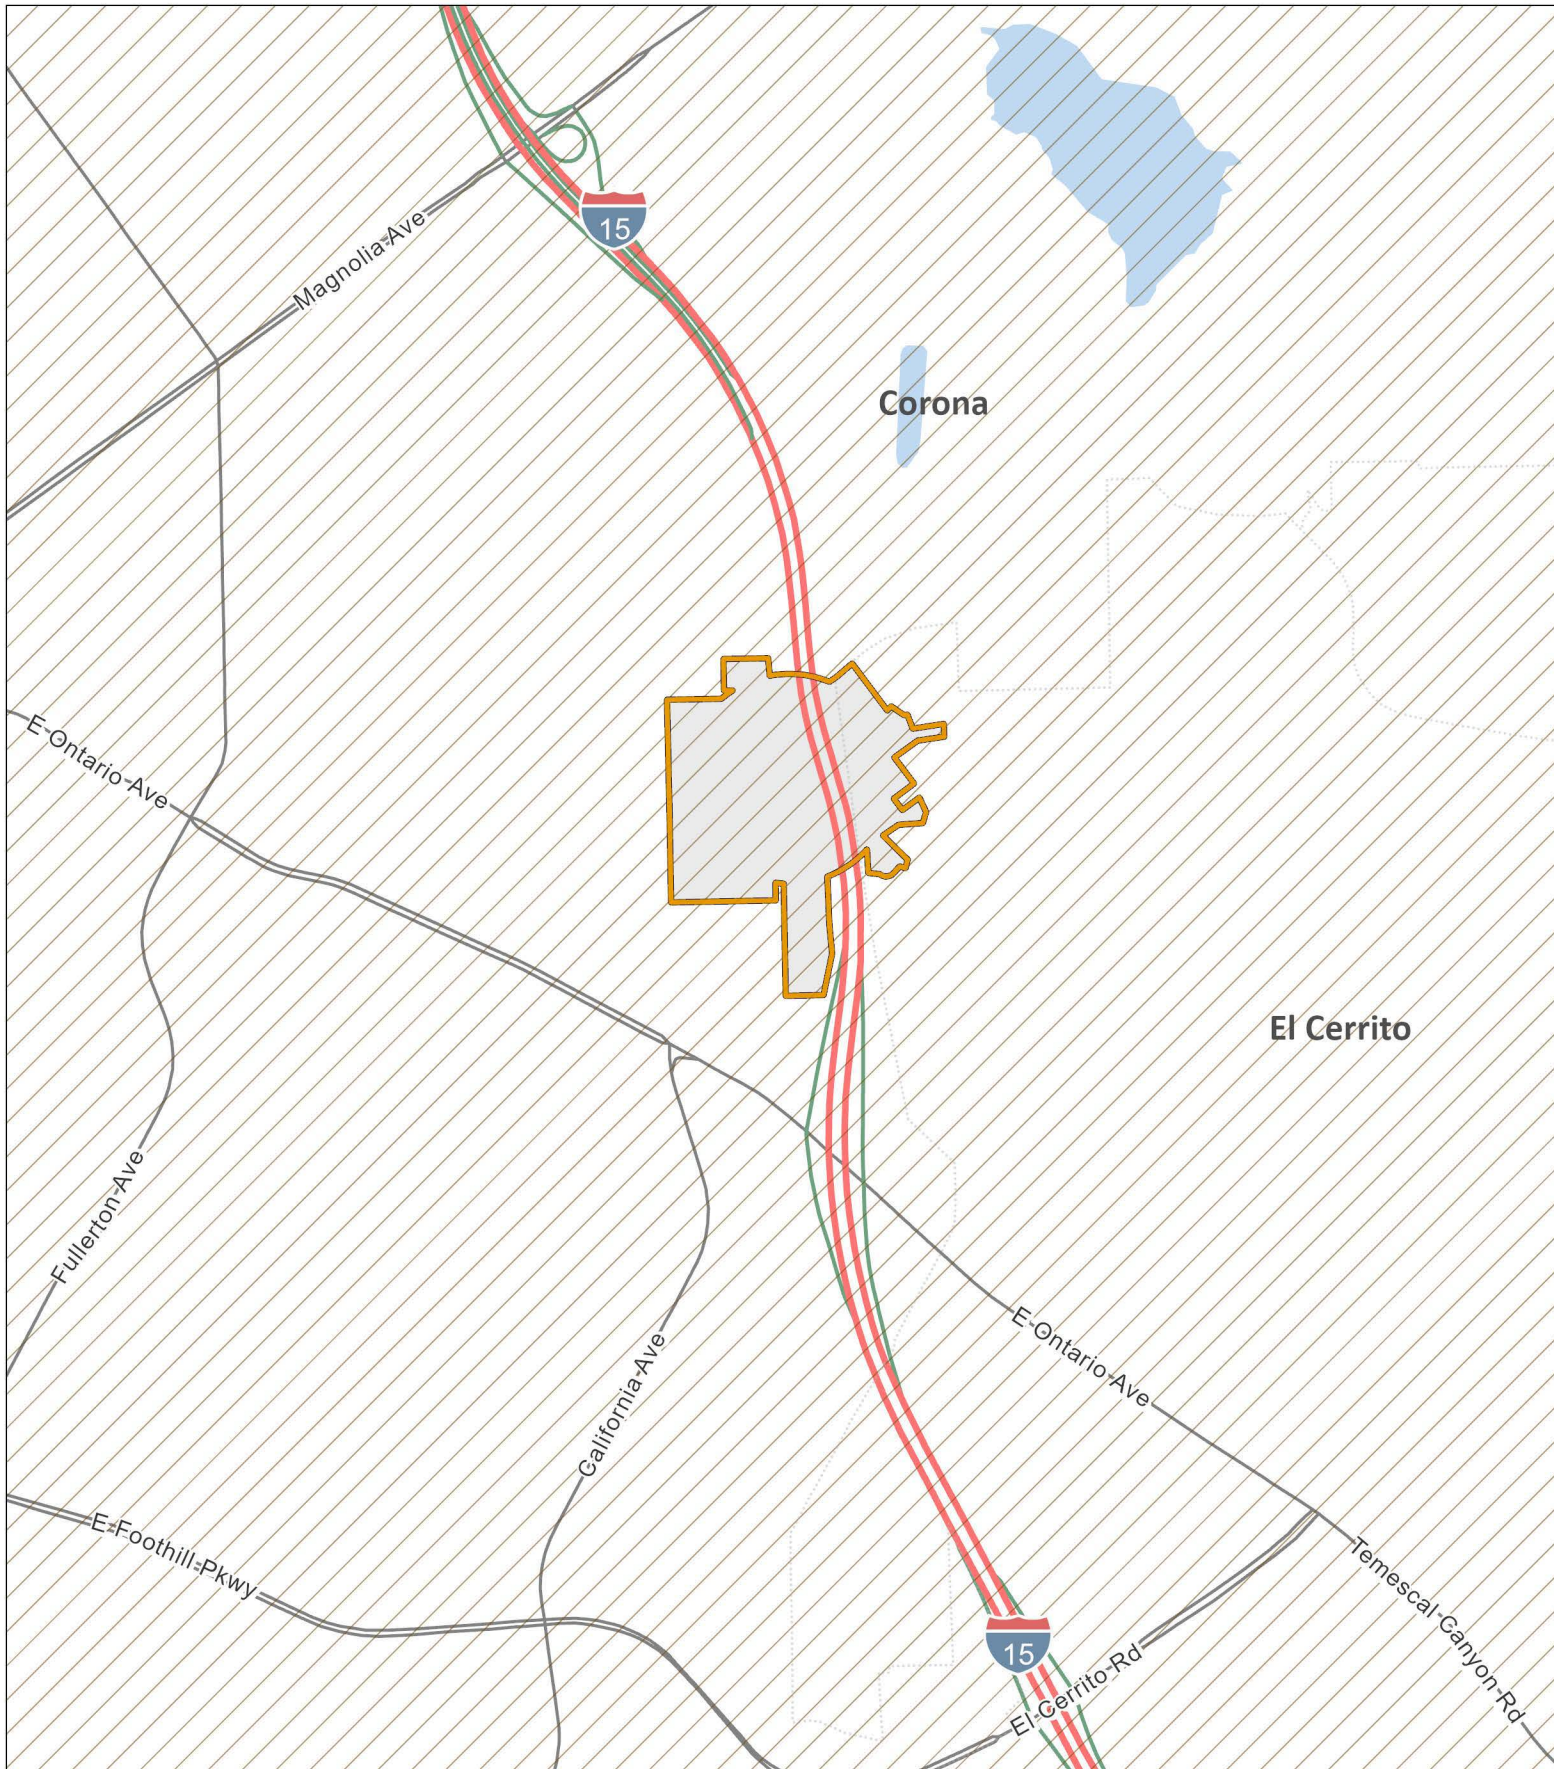 15
Magnolia Ave
Corona
E Ontario Ave
El Cerrito
Fullerton Ave
E Ontario Ave
California Ave
E Foothill Pkwy
Temescal Canyon Rd
15
El Cerrito Rd